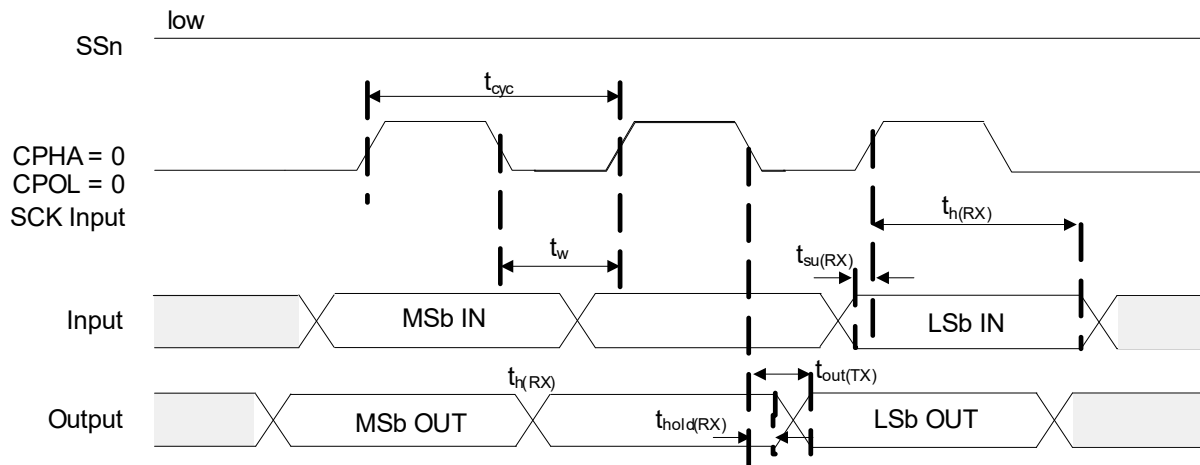 low
SSn
tcyc
CPHA = 0
CPOL = 0
SCK Input
th(RX)
tw
tsu(RX)
Input
MSb IN
LSb IN
th(RX)
tout(TX)
Output
MSb OUT
thold(RX)
LSb OUT